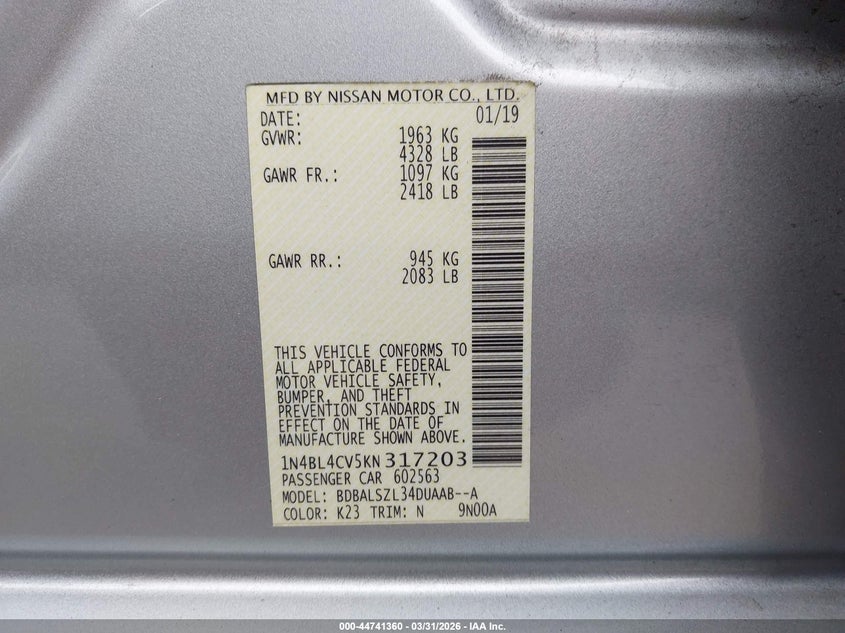 MFD BY NISSAN MOTOR CO., LTD.
DATE: 01/19
GVWR: 1963 KG
4328 LB
GAWR FR.: 1097 KG
2418 LB
GAWR RR.: 945 KG
2083 LB
THIS VEHICLE CONFORMS TO
ALL APPLICABLE FEDERAL
MOTOR VEHICLE SAFETY,
BUMPER, AND THEFT
PREVENTION STANDARDS IN
EFFECT ON THE DATE OF
MANUFACTURE SHOWN ABOVE.
1N4BL4CV5KN317203
PASSENGER CAR 602563
MODEL: BDBALSZL34DUAAB--A
COLOR: K23 TRIM: N 9N00A
000-44741360 - 03/31/2026 - IAA Inc.